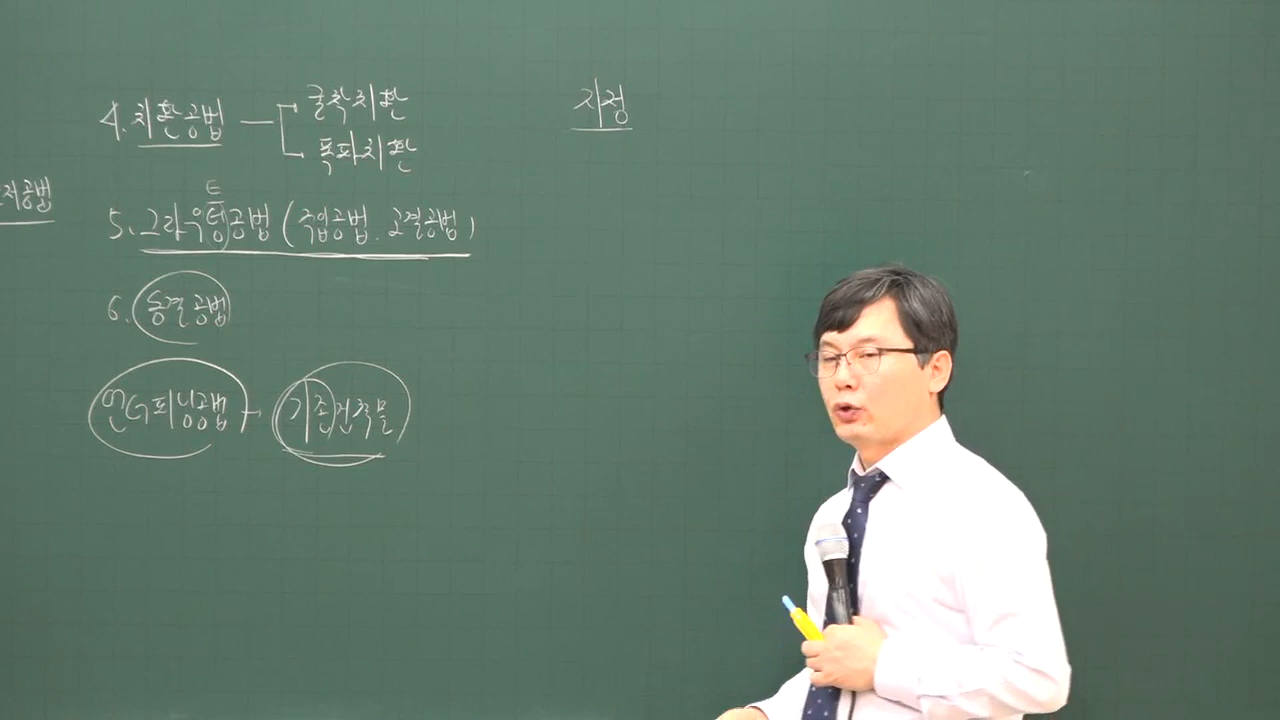 4. 치환공법 ─ 굴착치환
폭파치환
지정
저공법
E
5. 그라우팅공법 (주입공법. 고결공법)
6. 동결공법
언더피닝공법 → 기존건축물